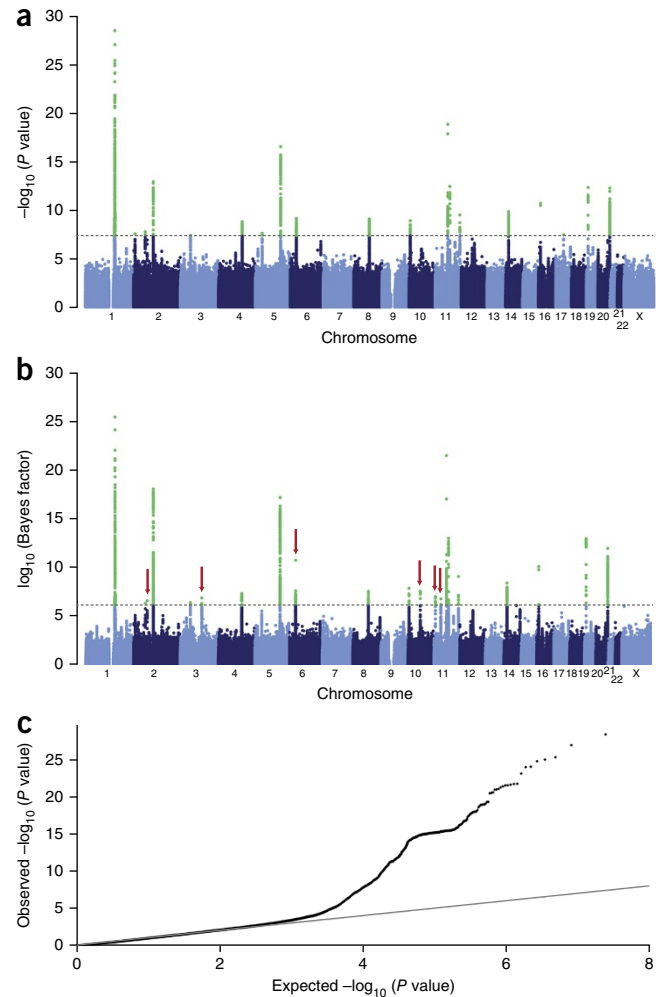 a
30
25
20
15
10
5
0
–log10 (P value)
1 2 3 4 5 6 7 8 9 10 11 12 13 14 15 16 17 18 19 20 21 22 X
Chromosome
b
30
25
20
15
10
5
0
log10 (Bayes factor)
1 2 3 4 5 6 7 8 9 10 11 12 13 14 15 16 17 18 19 20 21 22 X
Chromosome
c
25
20
15
10
5
0
Observed –log10 (P value)
0 2 4 6 8
Expected –log10 (P value)